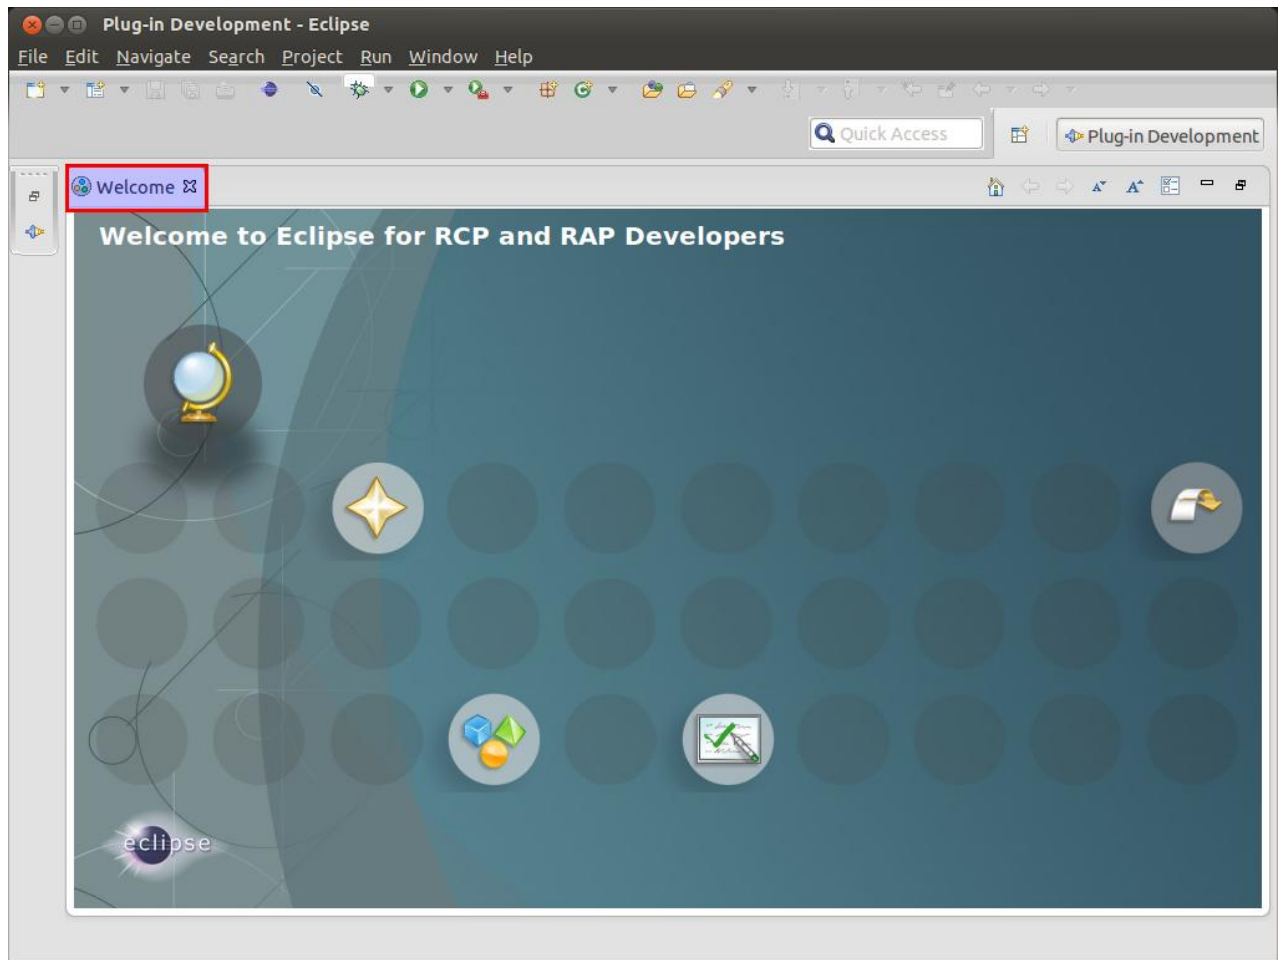 Plug-in Development - Eclipse
File Edit Navigate Search Project Run Window Help
Quick Access
Plug-in Development
Welcome
Welcome to Eclipse for RCP and RAP Developers
eclipse